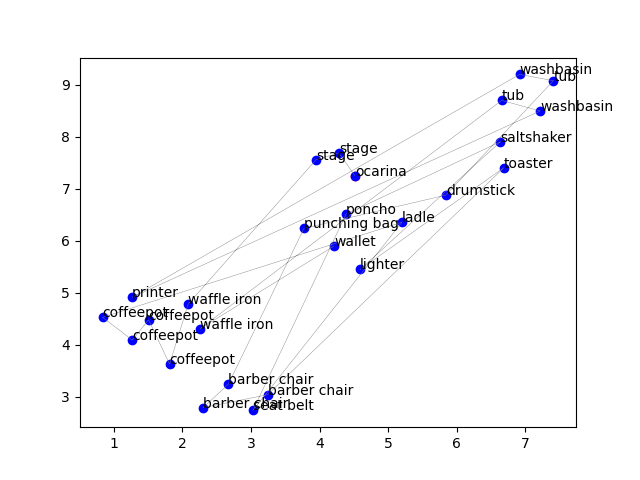 washbasin
tub
tub
washbasin
saltshaker
stage
stage
toaster
ocarina
drumstick
poncho
ladle
punching bag
wallet
lighter
printer
waffle iron
coffeepot
coffeepot
waffle iron
coffeepot
coffeepot
barber chair
barber chair
barber chair
seat belt
9
8
7
6
5
4
3
1 2 3 4 5 6 7